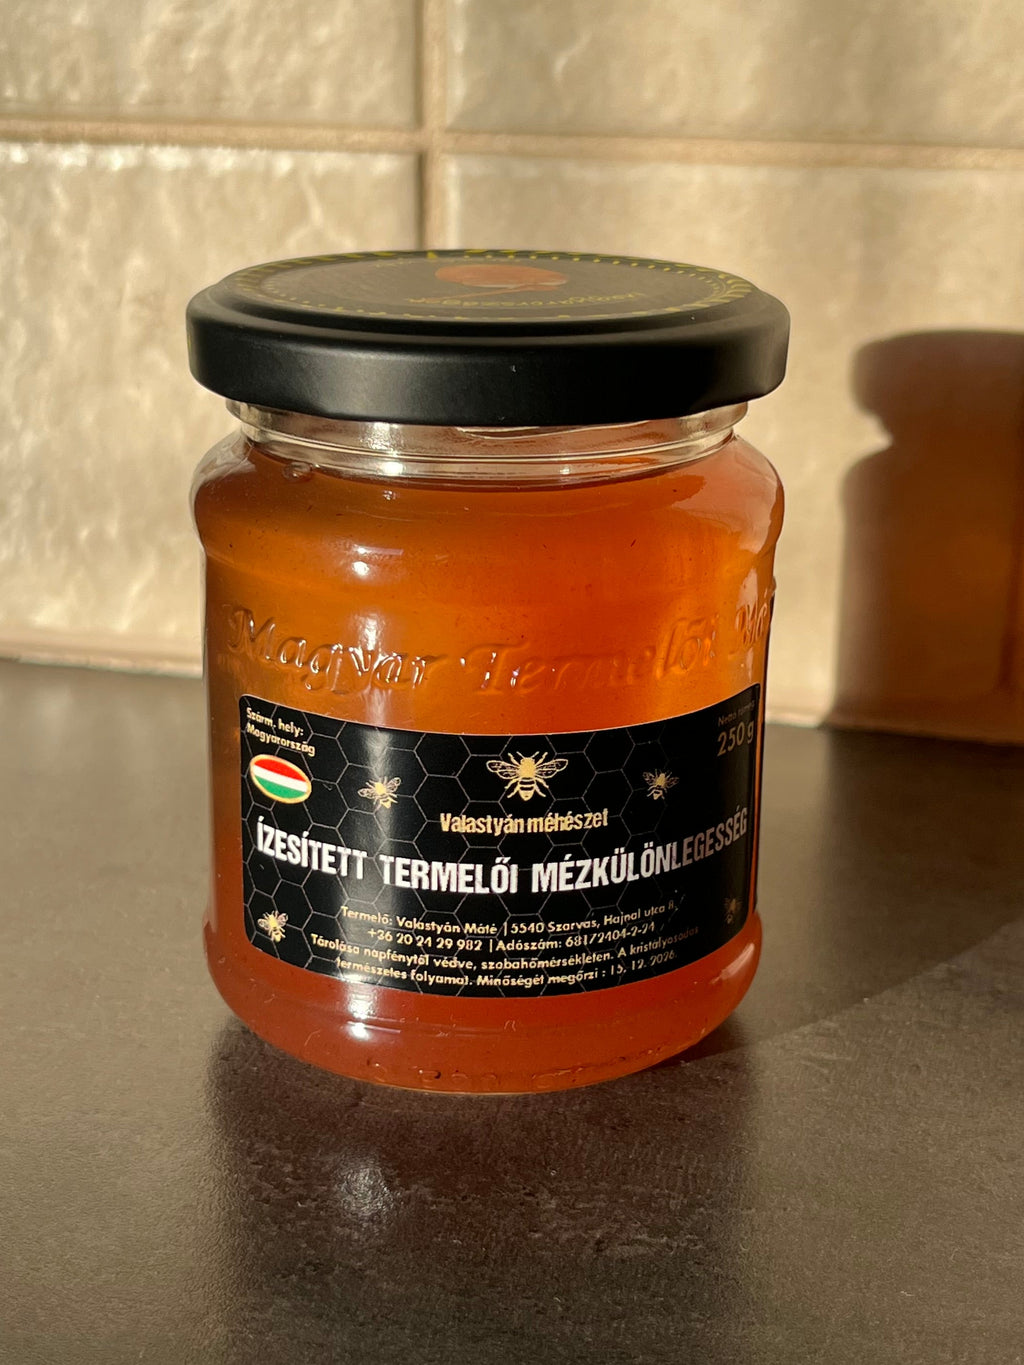 Magyar Termelői
Szárm. hely:
Magyarország
Nettó tömeg
250 g
Valastyán méhészet
ÍZESÍTETT TERMELŐI MÉZKÜLÖNLEGESSÉG
Termelő: Valastyán Máté | 5540 Szarvas, Hajnal utca 8.
+36 20 24 29 982 | Adószám: 68172404-2-24
Tárolása napfénytől védve, szobahőmérsékleten. A kristályosodás
természetes folyamat. Minőségét megőrzi : 15. 12. 2026.